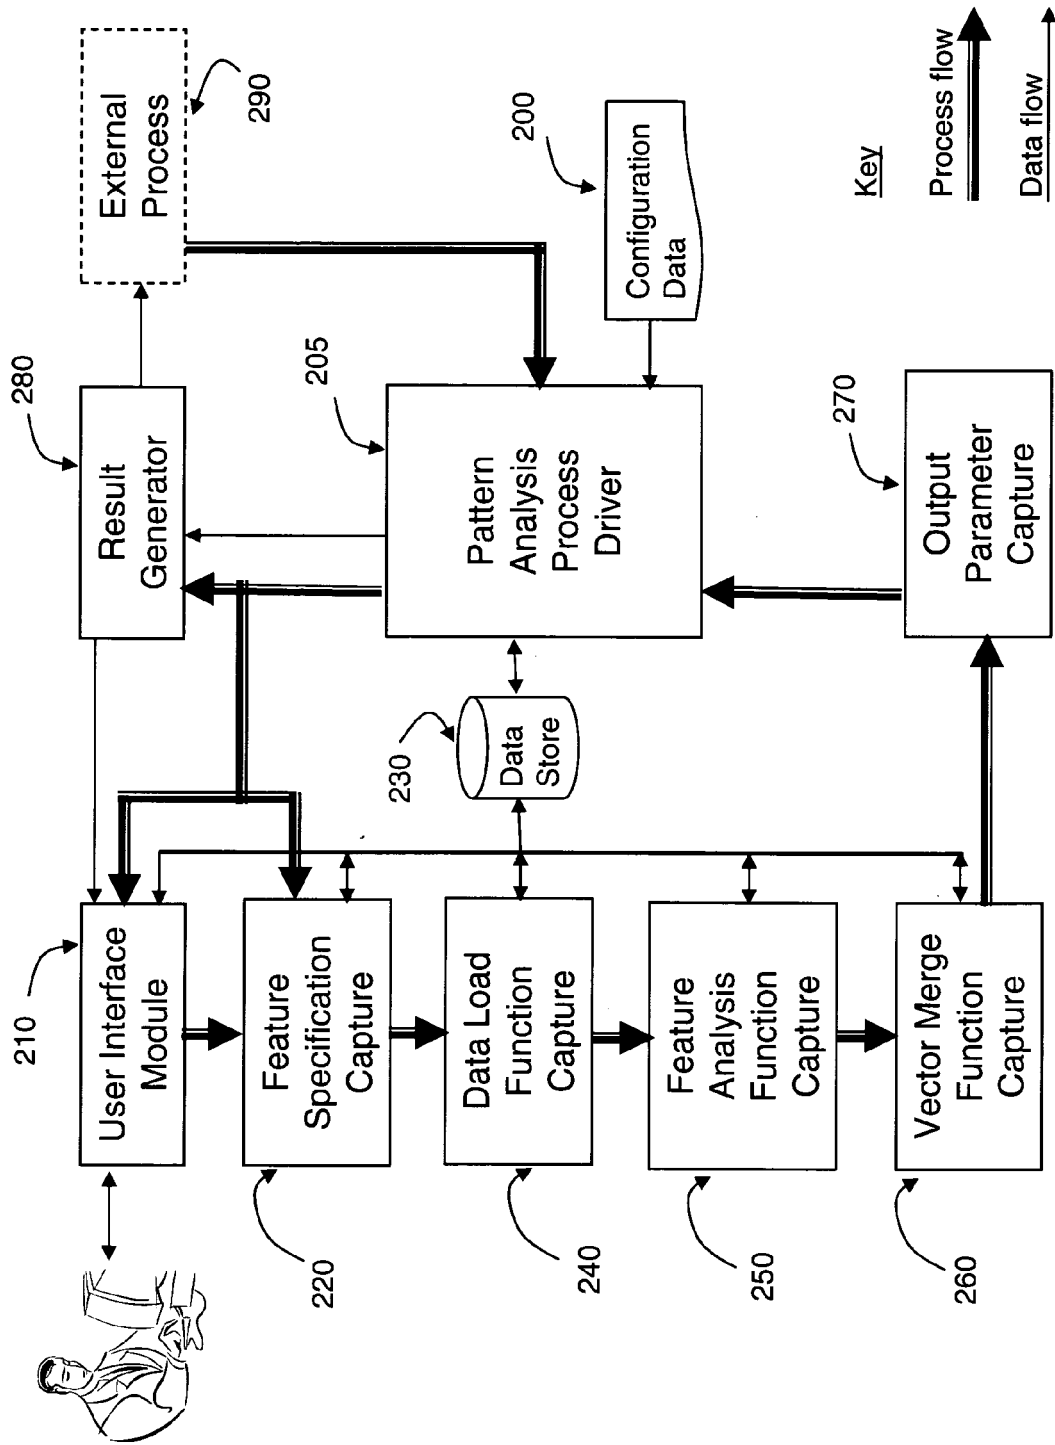 210
User Interface
Module
280
Result
Generator
External
Process
290
220
Feature
Specification
Capture
230
Data
Store
205
Pattern
Analysis
Process
Driver
200
Configuration
Data
240
Data Load
Function
Capture
250
Feature
Analysis
Function
Capture
260
Vector Merge
Function
Capture
270
Output
Parameter
Capture
Key
Process flow
Data flow